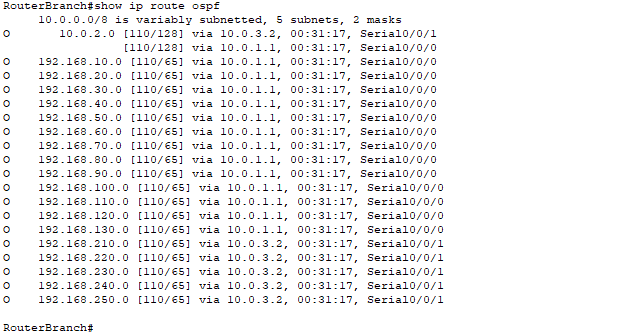 RouterBranch#show ip route ospf
     10.0.0.0/8 is variably subnetted, 5 subnets, 2 masks
O       10.0.2.0 [110/128] via 10.0.3.2, 00:31:17, Serial0/0/1
                 [110/128] via 10.0.1.1, 00:31:17, Serial0/0/0
O    192.168.10.0 [110/65] via 10.0.1.1, 00:31:17, Serial0/0/0
O    192.168.20.0 [110/65] via 10.0.1.1, 00:31:17, Serial0/0/0
O    192.168.30.0 [110/65] via 10.0.1.1, 00:31:17, Serial0/0/0
O    192.168.40.0 [110/65] via 10.0.1.1, 00:31:17, Serial0/0/0
O    192.168.50.0 [110/65] via 10.0.1.1, 00:31:17, Serial0/0/0
O    192.168.60.0 [110/65] via 10.0.1.1, 00:31:17, Serial0/0/0
O    192.168.70.0 [110/65] via 10.0.1.1, 00:31:17, Serial0/0/0
O    192.168.80.0 [110/65] via 10.0.1.1, 00:31:17, Serial0/0/0
O    192.168.90.0 [110/65] via 10.0.1.1, 00:31:17, Serial0/0/0
O    192.168.100.0 [110/65] via 10.0.1.1, 00:31:17, Serial0/0/0
O    192.168.110.0 [110/65] via 10.0.1.1, 00:31:17, Serial0/0/0
O    192.168.120.0 [110/65] via 10.0.1.1, 00:31:17, Serial0/0/0
O    192.168.130.0 [110/65] via 10.0.1.1, 00:31:17, Serial0/0/0
O    192.168.210.0 [110/65] via 10.0.3.2, 00:31:17, Serial0/0/1
O    192.168.220.0 [110/65] via 10.0.3.2, 00:31:17, Serial0/0/1
O    192.168.230.0 [110/65] via 10.0.3.2, 00:31:17, Serial0/0/1
O    192.168.240.0 [110/65] via 10.0.3.2, 00:31:17, Serial0/0/1
O    192.168.250.0 [110/65] via 10.0.3.2, 00:31:17, Serial0/0/1
RouterBranch#